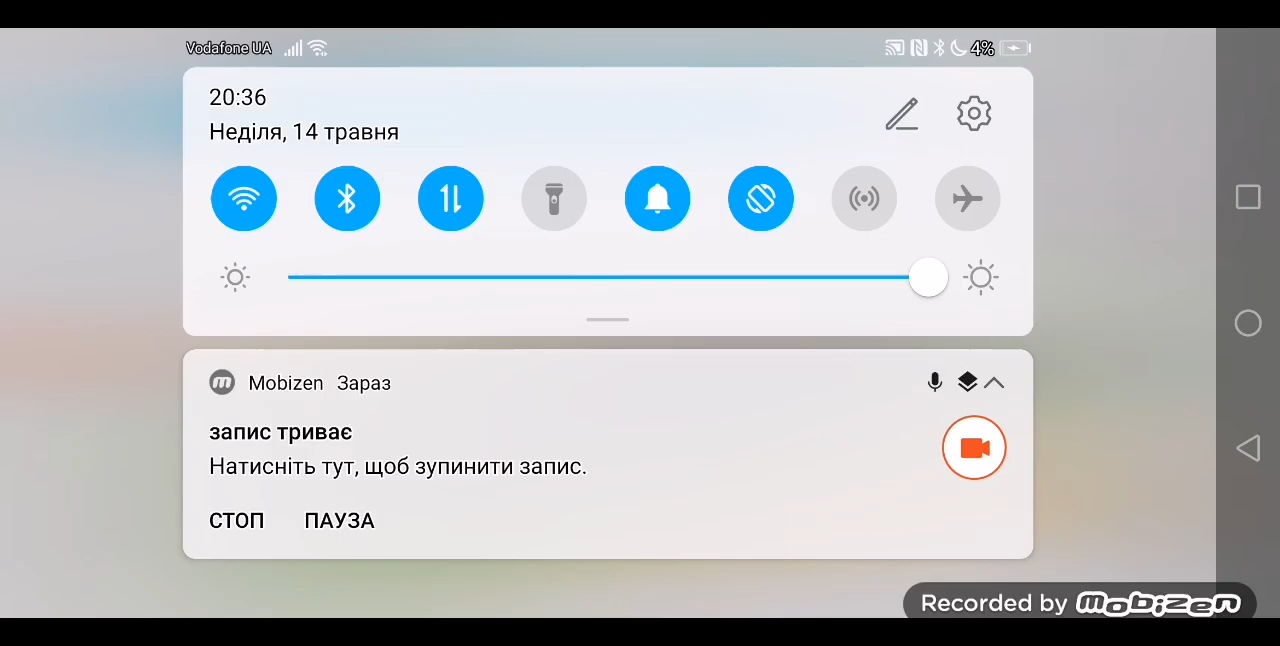 Vodafone UA
4%
20:36
Неділя, 14 травня
Mobizen Зараз
запис триває
Натисніть тут, щоб зупинити запис.
СТОП ПАУЗА
Recorded by mobizen